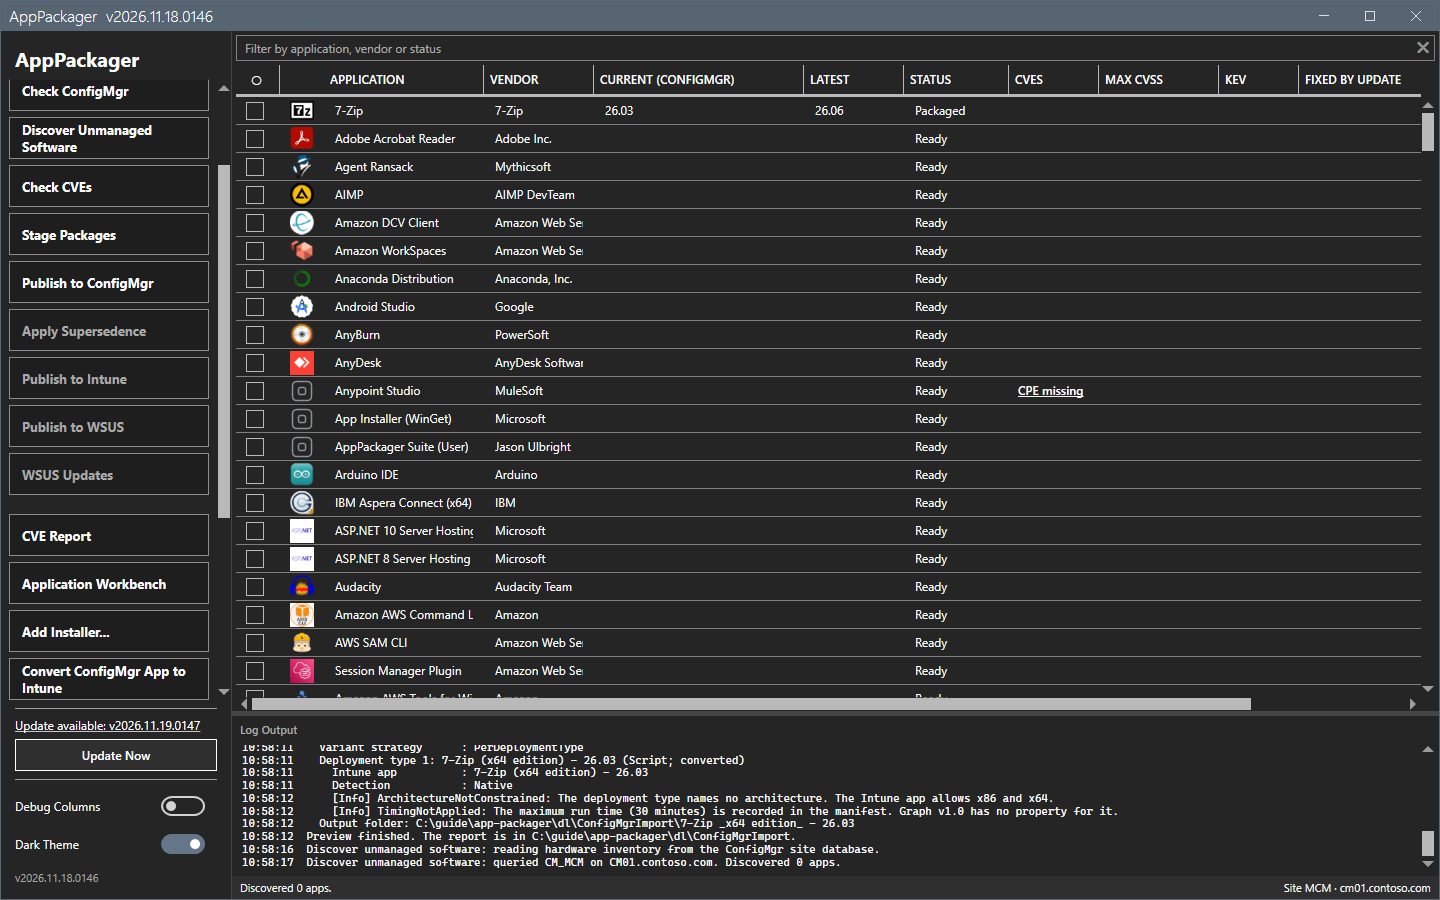 AppPackager v2026.11.18.0146
AppPackager
Check ConfigMgr
Discover Unmanaged
Software
Check CVEs
Stage Packages
Publish to ConfigMgr
Apply Supersedence
Publish to Intune
Publish to WSUS
WSUS Updates
CVE Report
Application Workbench
Add Installer...
Convert ConfigMgr App to
Intune
Update available: v2026.11.19.0147
Update Now
Debug Columns
Dark Theme
v2026.11.18.0146
Filter by application, vendor or status
APPLICATION VENDOR CURRENT (CONFIGMGR) LATEST STATUS CVES MAX CVSS KEV FIXED BY UPDATE
7-Zip 7-Zip 26.03 26.06 Packaged
Adobe Acrobat Reader Adobe Inc. Ready
Agent Ransack Mythicsoft Ready
AIMP AIMP DevTeam Ready
Amazon DCV Client Amazon Web Se Ready
Amazon WorkSpaces Amazon Web Se Ready
Anaconda Distribution Anaconda, Inc. Ready
Android Studio Google Ready
AnyBurn PowerSoft Ready
AnyDesk AnyDesk Softwar Ready
Anypoint Studio MuleSoft Ready CPE missing
App Installer (WinGet) Microsoft Ready
AppPackager Suite (User) Jason Ulbright Ready
Arduino IDE Arduino Ready
IBM Aspera Connect (x64) IBM Ready
ASP.NET 10 Server Hosting Microsoft Ready
ASP.NET 8 Server Hosting Microsoft Ready
Audacity Audacity Team Ready
Amazon AWS Command L Amazon Ready
AWS SAM CLI Amazon Web Se Ready
Session Manager Plugin Amazon Web Se Ready
Amazon AWS Tools for Wi Amazon Ready
Log Output
10:58:11 Variant strategy : PerDeploymentType
10:58:11 Deployment type 1: 7-Zip (x64 edition) - 26.03 (Script; converted)
10:58:11 Intune app : 7-Zip (x64 edition) - 26.03
10:58:11 Detection : Native
10:58:12 [Info] ArchitectureNotConstrained: The deployment type names no architecture. The Intune app allows x86 and x64.
10:58:12 [Info] TimingNotApplied: The maximum run time (30 minutes) is recorded in the manifest. Graph v1.0 has no property for it.
10:58:12 Output folder: C:\guide\app-packager\dl\ConfigMgrImport\7-Zip _x64 edition_ - 26.03
10:58:12 Preview finished. The report is in C:\guide\app-packager\dl\ConfigMgrImport.
10:58:16 Discover unmanaged software: reading hardware inventory from the ConfigMgr site database.
10:58:17 Discover unmanaged software: queried CM_MCM on CM01.contoso.com. Discovered 0 apps.
Discovered 0 apps.
Site MCM · cm01.contoso.com